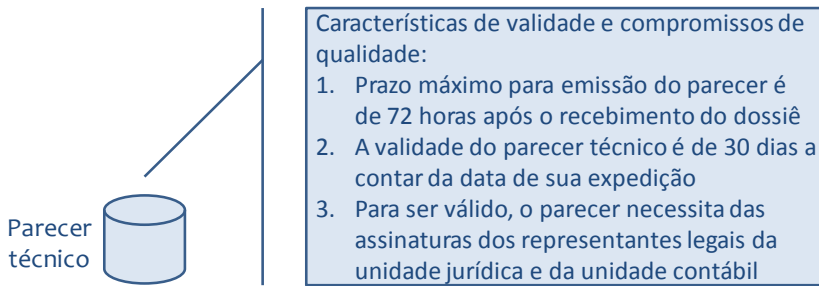 Características de validade e compromissos de
qualidade:
1. Prazo máximo para emissão do parecer é
de 72 horas após o recebimento do dossiê
2. A validade do parecer técnico é de 30 dias a
contar da data de sua expedição
3. Para ser válido, o parecer necessita das
assinaturas dos representantes legais da
unidade jurídica e da unidade contábil
Parecer
técnico